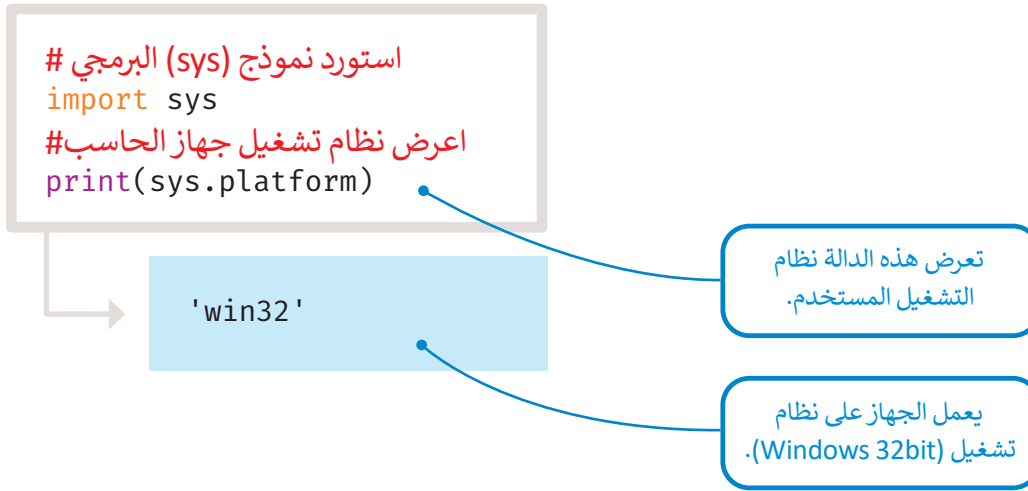 # استورد نموذج (sys) البرمجي
import sys
#اعرض نظام تشغيل جهاز الحاسب
print(sys.platform)
تعرض هذه الدالة نظام
التشغيل المستخدم.
'win32'
يعمل الجهاز على نظام
تشغيل (Windows 32bit).